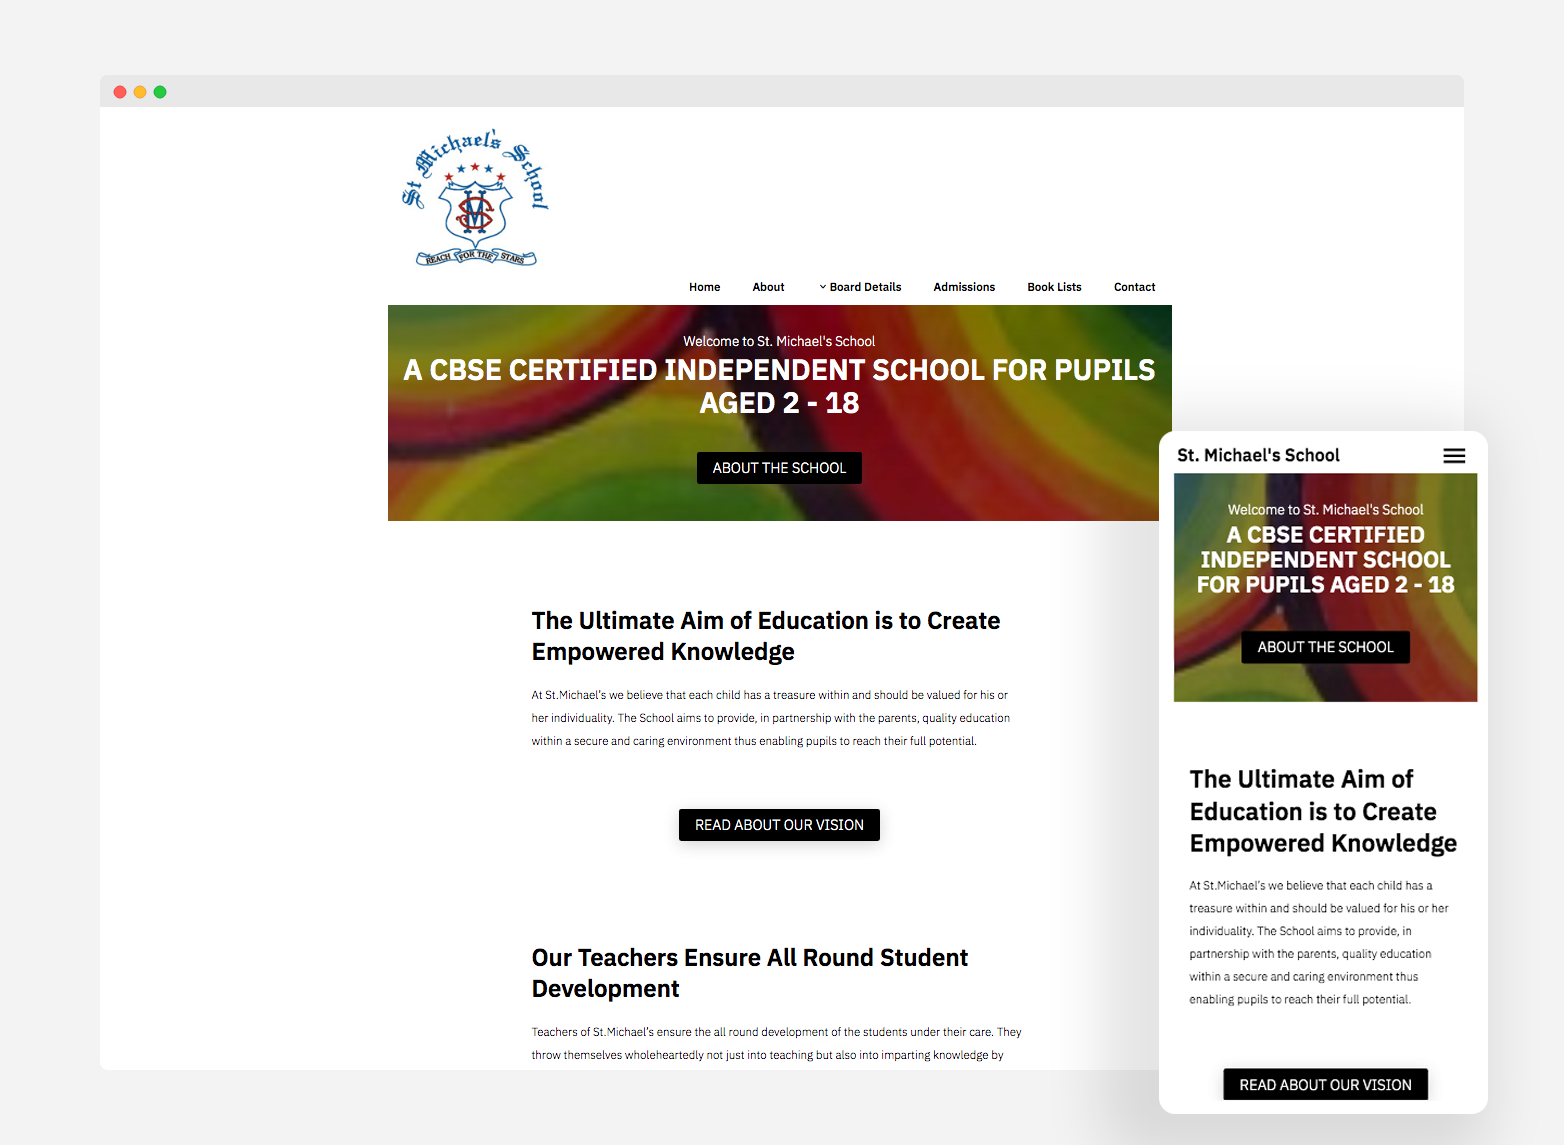 St Michael's School
REACH FOR THE STARS
Home About Board Details Admissions Book Lists Contact
Welcome to St. Michael's School
A CBSE CERTIFIED INDEPENDENT SCHOOL FOR PUPILS
AGED 2 - 18
ABOUT THE SCHOOL
The Ultimate Aim of Education is to Create
Empowered Knowledge
At St.Michael's we believe that each child has a treasure within and should be valued for his or
her individuality. The School aims to provide, in partnership with the parents, quality education
within a secure and caring environment thus enabling pupils to reach their full potential.
READ ABOUT OUR VISION
Our Teachers Ensure All Round Student
Development
Teachers of St.Michael's ensure the all round development of the students under their care. They
throw themselves wholeheartedly not just into teaching but also into imparting knowledge by
St. Michael's School
Welcome to St. Michael's School
A CBSE CERTIFIED
INDEPENDENT SCHOOL
FOR PUPILS AGED 2 - 18
ABOUT THE SCHOOL
The Ultimate Aim of
Education is to Create
Empowered Knowledge
At St.Michael's we believe that each child has a
treasure within and should be valued for his or her
individuality. The School aims to provide, in
partnership with the parents, quality education
within a secure and caring environment thus
enabling pupils to reach their full potential.
READ ABOUT OUR VISION